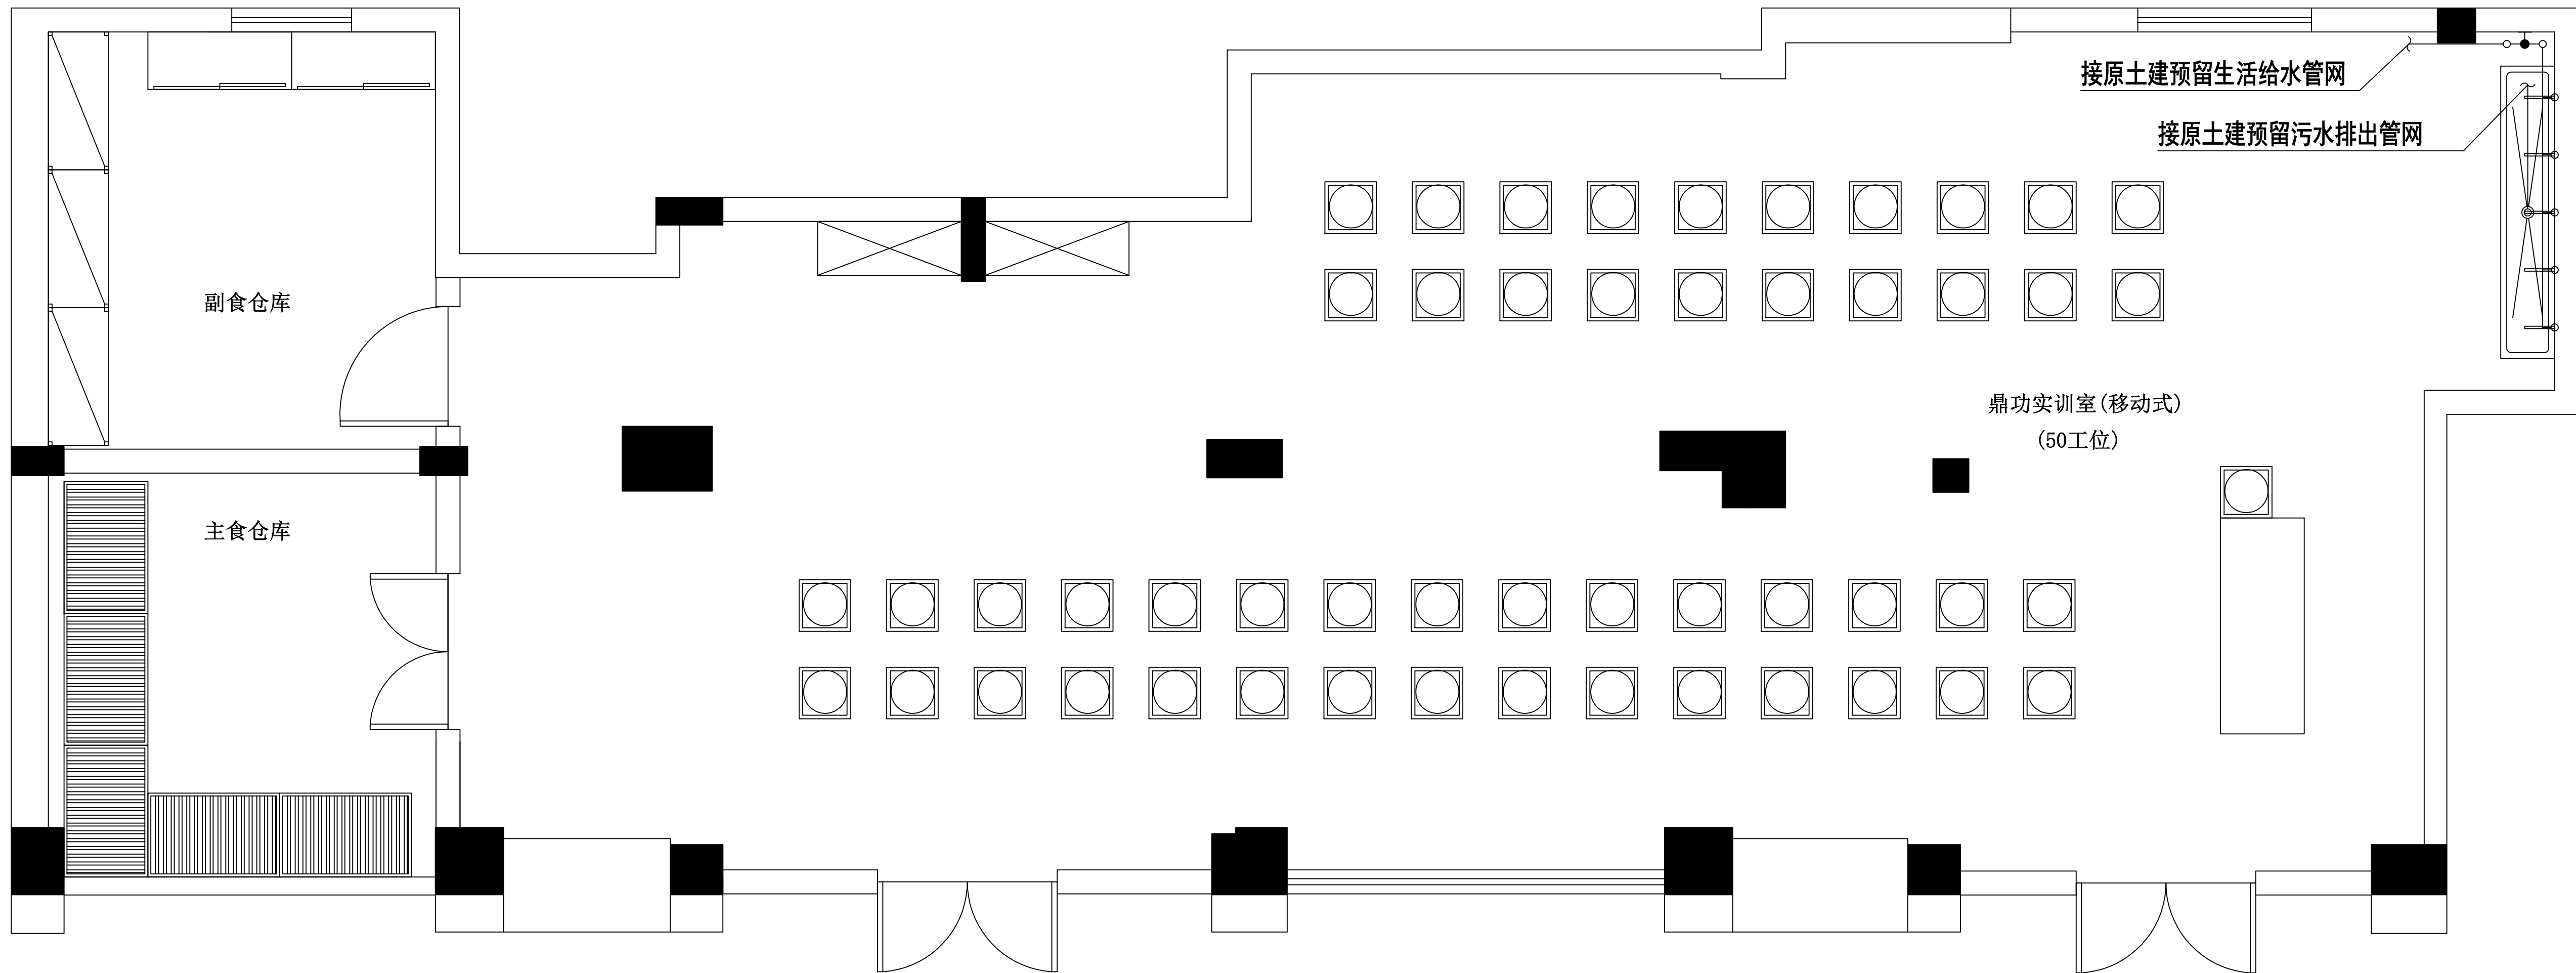 接原土建预留生活给水管网
接原土建预留污水排出管网
副食仓库
鼎功实训室(移动式)
(50工位)
主食仓库